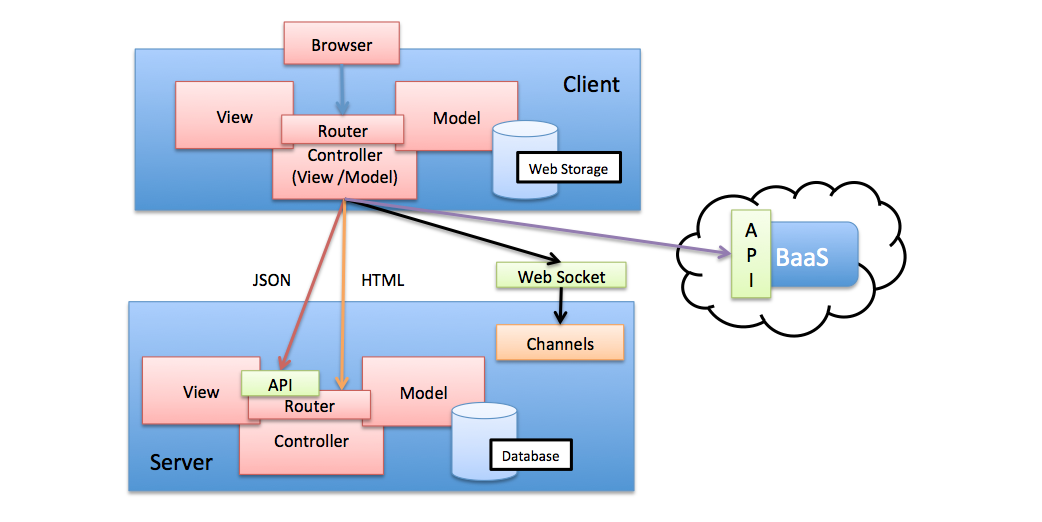 Browser
Client
View
Model
Router
Controller
(View /Model)
Web Storage
A
P
I
BaaS
JSON
HTML
Web Socket
Channels
View
API
Model
Router
Controller
Database
Server